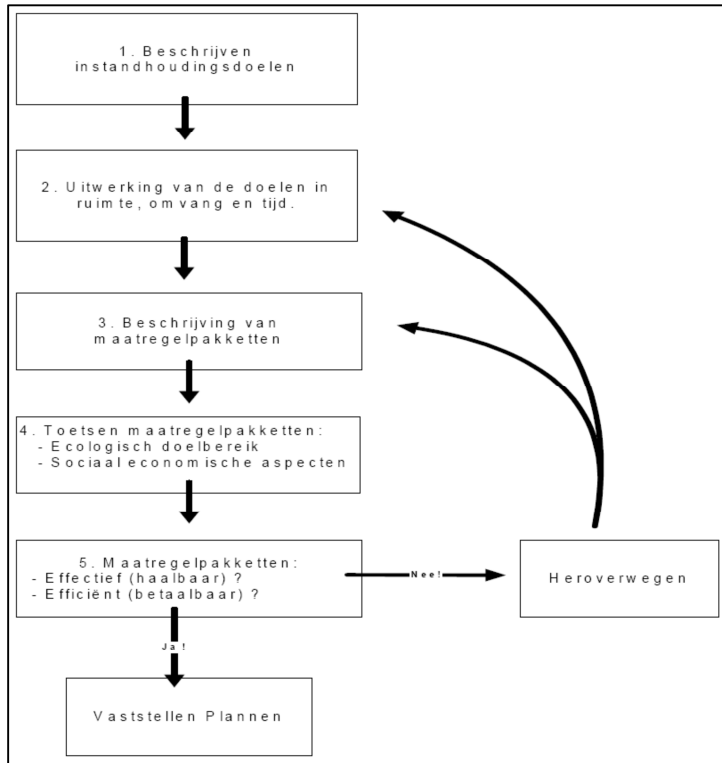 1. Beschrijven
instandhoudingsdoelen
2. Uitwerking van de doelen in
ruimte, omvang en tijd.
3. Beschrijving van
maatregelpakketten
4. Toetsen maatregelpakketten:
- Ecologisch doelbereik
- Sociaal economische aspecten
5. Maatregelpakketten:
- Effectief (haalbaar) ?
- Efficiënt (betaalbaar) ?
Nee!
Heroverwegen
Ja!
Vaststellen Plannen